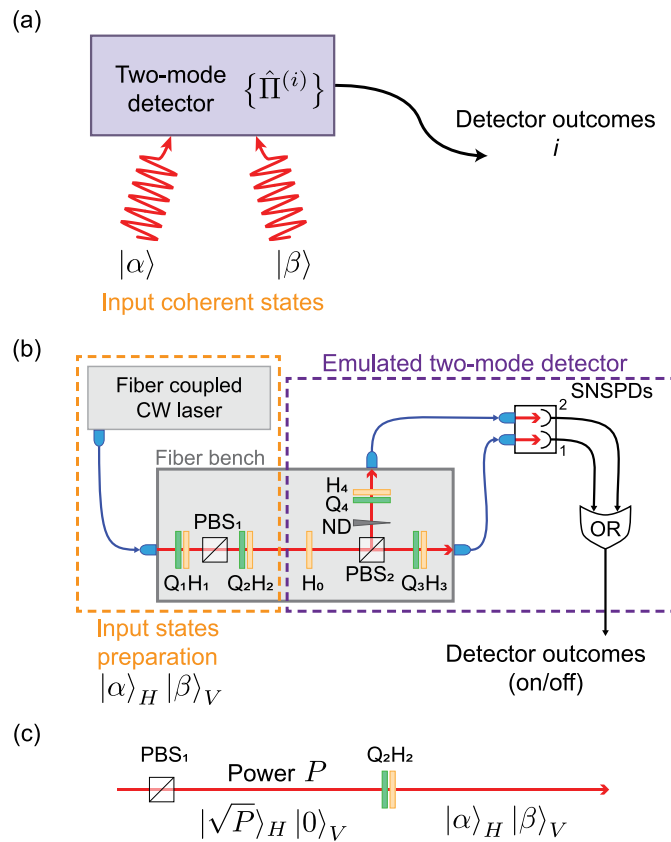 (a)
Two-mode
detector {Π̂⁽ⁱ⁾}
Detector outcomes
i
|α⟩ |β⟩
Input coherent states
(b)
Emulated two-mode detector
Fiber coupled
CW laser
SNSPDs
2
1
Fiber bench
H₄
Q₄
ND
PBS₁
OR
PBS₂
Q₁H₁ Q₂H₂ H₀ Q₃H₃
Input states
preparation
|α⟩_H |β⟩_V
Detector outcomes
(on/off)
(c)
PBS₁
Q₂H₂
Power P
|√P⟩_H |0⟩_V |α⟩_H |β⟩_V